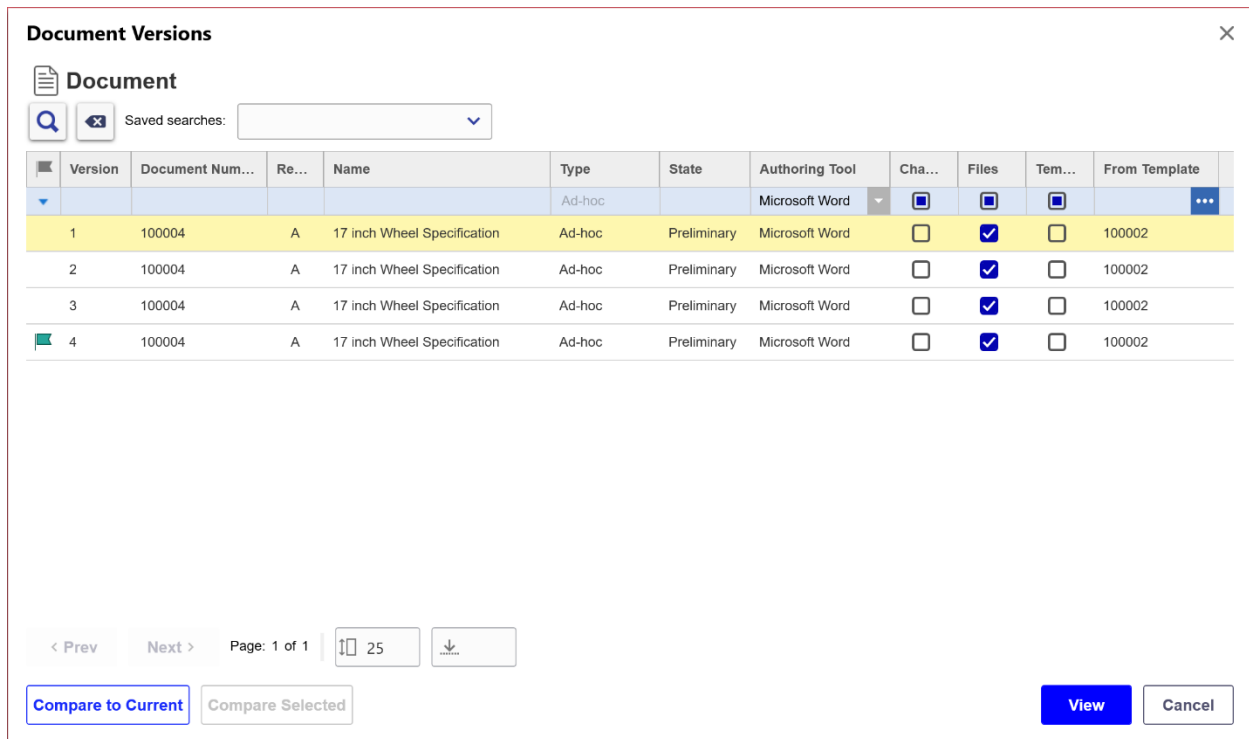 Document Versions
Document
Saved searches:
Version Document Num... Re... Name Type State Authoring Tool Cha... Files Tem... From Template
Ad-hoc Microsoft Word
1 100004 A 17 inch Wheel Specification Ad-hoc Preliminary Microsoft Word 100002
2 100004 A 17 inch Wheel Specification Ad-hoc Preliminary Microsoft Word 100002
3 100004 A 17 inch Wheel Specification Ad-hoc Preliminary Microsoft Word 100002
4 100004 A 17 inch Wheel Specification Ad-hoc Preliminary Microsoft Word 100002
< Prev Next > Page: 1 of 1 25
Compare to Current Compare Selected View Cancel